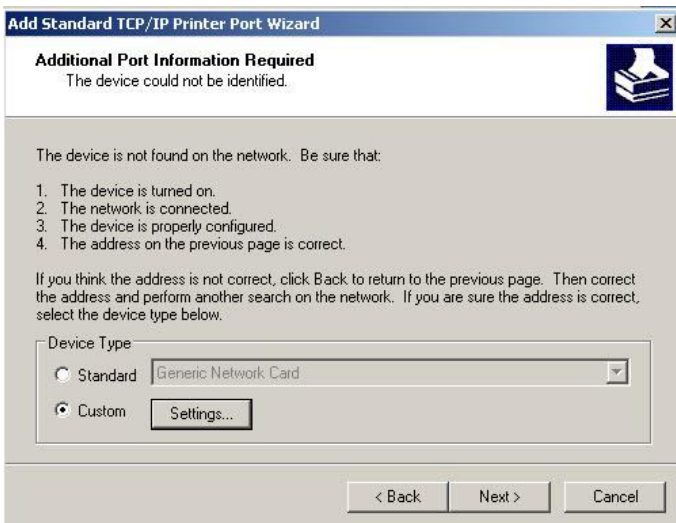 Add Standard TCP/IP Printer Port Wizard
Additional Port Information Required
The device could not be identified.
The device is not found on the network. Be sure that:
1. The device is turned on.
2. The network is connected.
3. The device is properly configured.
4. The address on the previous page is correct.
If you think the address is not correct, click Back to return to the previous page. Then correct
the address and perform another search on the network. If you are sure the address is correct,
select the device type below.
Device Type
Standard Generic Network Card
Custom Settings...
< Back Next > Cancel